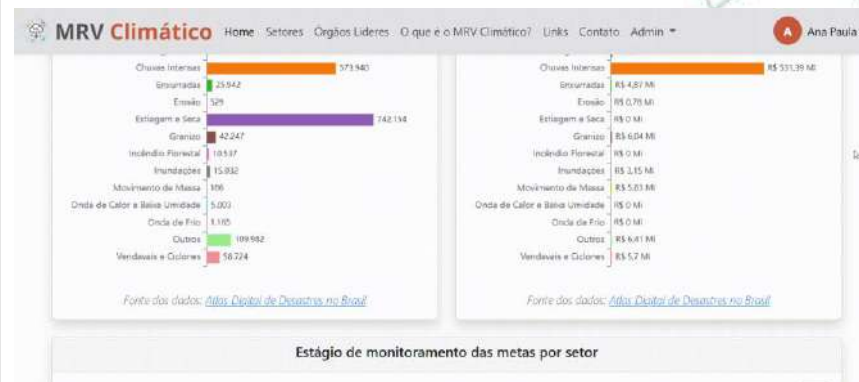 MRV Climático Home Setores Órgãos Líderes O que é o MRV Climático? Links Contato Admin A Ana Paula
Chuvas Intensas 573.940
Enxurradas 25.942
Erosão 529
Estiagem e Seca 742.154
Granizo 42.247
Incêndio Florestal 10.537
Inundações 15.032
Movimento de Massa
Onda de Calor e Baixa Umidade 5.003
Onda de Frio 1.165
Outros 109.982
Vendavais e Ciclones 58.724
Fonte dos dados: Atlas Digital de Desastres no Brasil
Chuvas Intensas R$ 531,39 Mi
Enxurradas R$ 4,87 Mi
Erosão R$ 0,78 Mi
Estiagem e Seca R$ 0 Mi
Granizo R$ 6,04 Mi
Incêndio Florestal R$ 0 Mi
Inundações R$ 3,15 Mi
Movimento de Massa R$ 5,83 Mi
Onda de Calor e Baixa Umidade R$ 0 Mi
Onda de Frio R$ 0 Mi
Outros R$ 6,41 Mi
Vendavais e Ciclones R$ 5,7 Mi
Fonte dos dados: Atlas Digital de Desastres no Brasil
Estágio de monitoramento das metas por setor